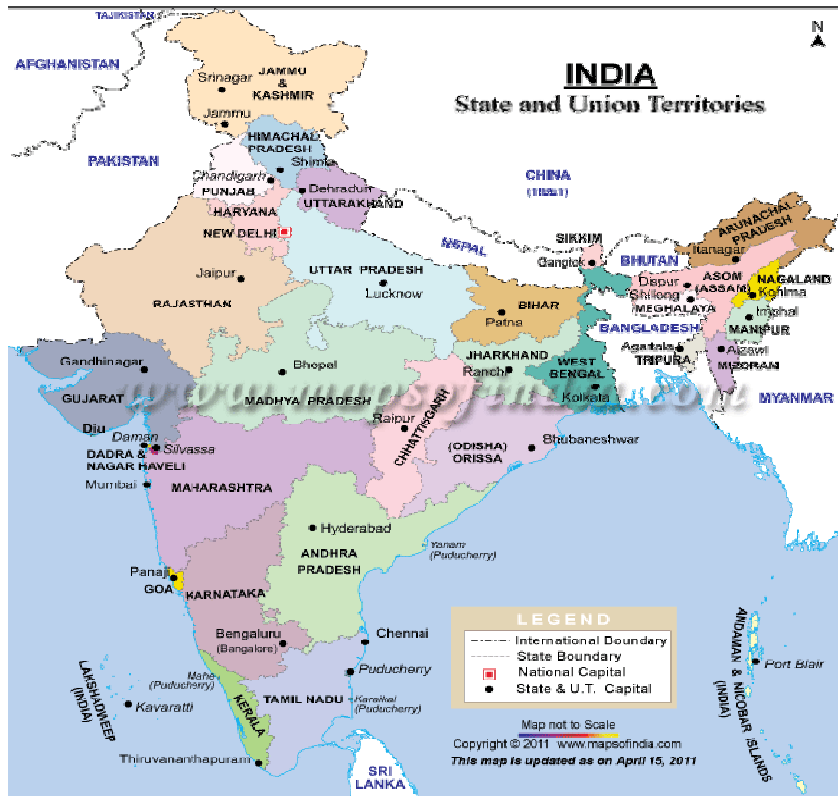 TAJIKISTAN
AFGHANISTAN
N
JAMMU
&
KASHMIR
Srinagar
Jammu
INDIA
State and Union Territories
HIMACHAL
PRADESH
Shimla
PAKISTAN
Chandigarh
PUNJAB
Dehradun
UTTARAKHAND
CHINA
HARYANA
NEW DELHI
NEPAL
SIKKIM
Gangtok
BHUTAN
ARUNACHAL
PRADESH
Itanagar
Jaipur
RAJASTHAN
UTTAR PRADESH
Lucknow
BIHAR
Patna
Dispur
Shillong
MEGHALAYA
ASOM
(ASSAM)
NAGALAND
Kohima
Imphal
MANIPUR
BANGLADESH
Agartala
TRIPURA
Aizawl
MIZORAM
MYANMAR
Gandhinagar
GUJARAT
Bhopal
MADHYA PRADESH
JHARKHAND
Ranchi
WEST
BENGAL
Kolkata
www.mapsofindia.com
Raipur
CHHATTISGARH
(ODISHA)
ORISSA
Bhubaneshwar
Diu
Daman
Silvassa
DADRA &
NAGAR HAVELI
Mumbai
MAHARASHTRA
Hyderabad
ANDHRA
PRADESH
Yanam
(Puducherry)
Panaji
GOA
KARNATAKA
Bengaluru
(Bangalore)
Chennai
Puducherry
Mahe
(Puducherry)
TAMIL NADU
Karaikal
(Puducherry)
KERALA
LAKSHADWEEP
(INDIA)
Kavaratti
Thiruvananthapuram
SRI
LANKA
ANDAMAN & NICOBAR ISLANDS
(INDIA)
Port Blair
LEGEND
International Boundary
State Boundary
National Capital
State & U.T. Capital
Map not to Scale
Copyright © 2011 www.mapsofindia.com
This map is updated as on April 15, 2011